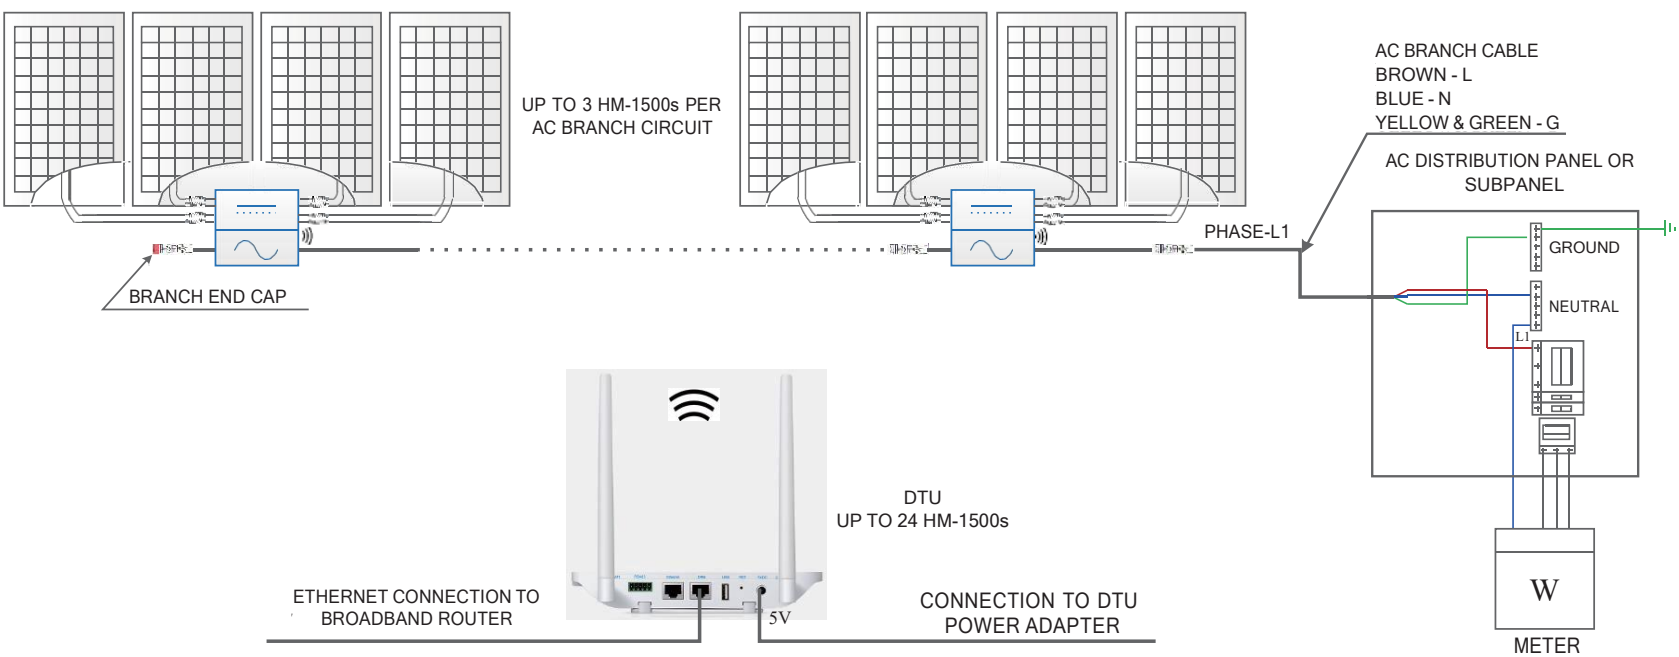 UP TO 3 HM-1500s PER
AC BRANCH CIRCUIT
AC BRANCH CABLE
BROWN - L
BLUE - N
YELLOW & GREEN - G
AC DISTRIBUTION PANEL OR
SUBPANEL
PHASE-L1
GROUND
BRANCH END CAP
NEUTRAL
L1
DTU
UP TO 24 HM-1500s
ETHERNET CONNECTION TO
BROADBAND ROUTER
5V
CONNECTION TO DTU
POWER ADAPTER
W
METER